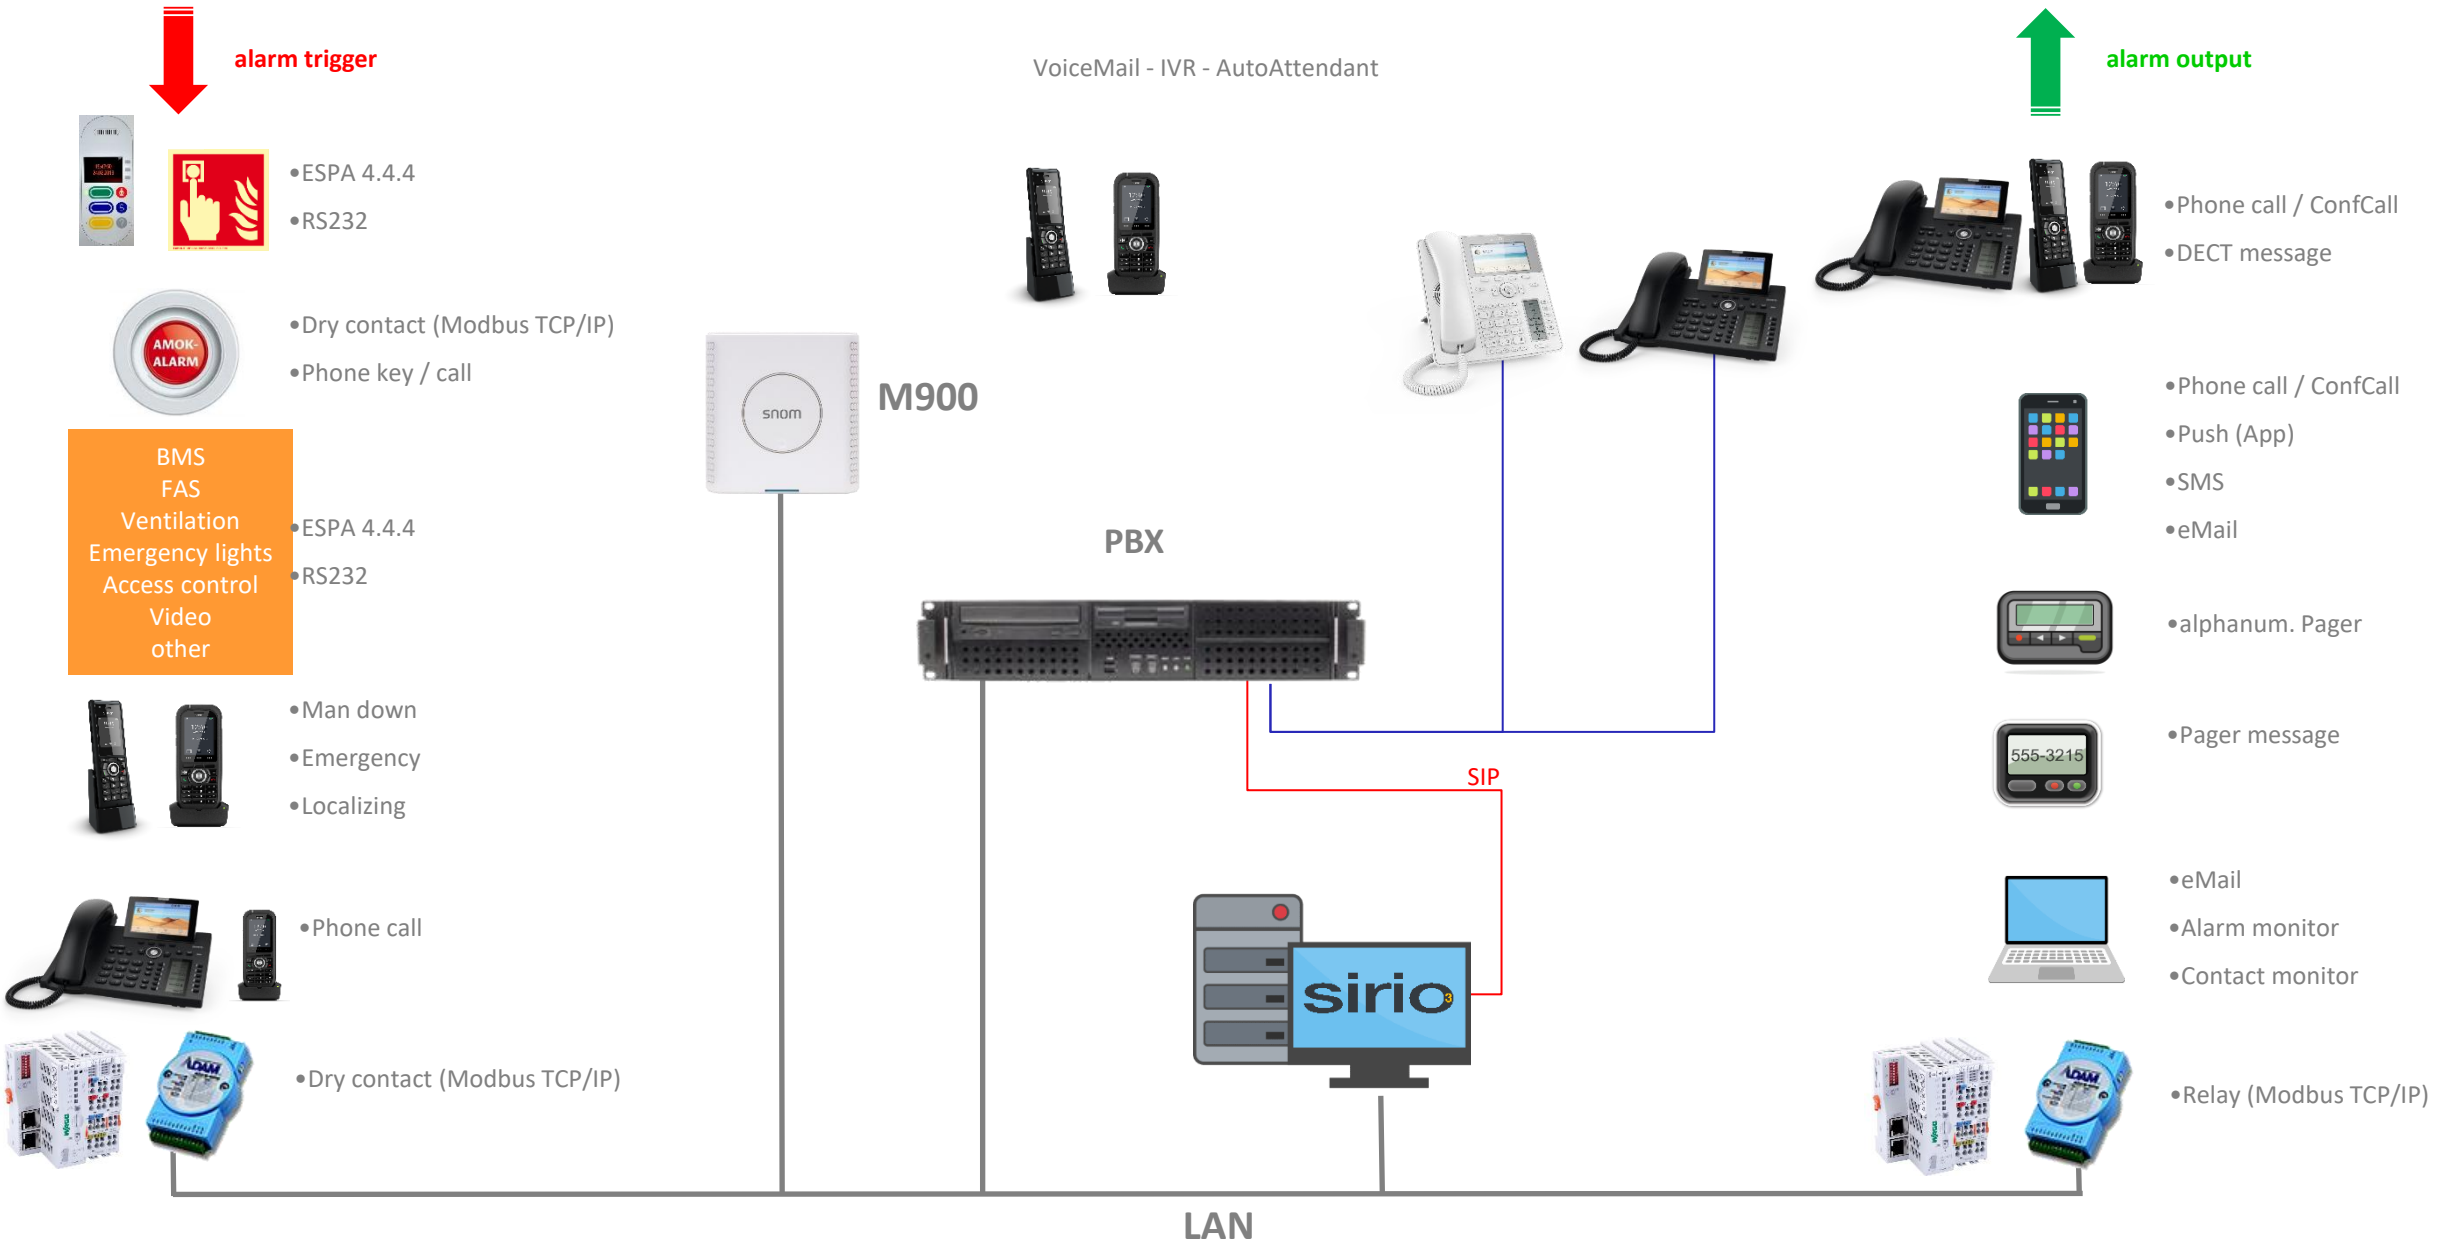 alarm trigger
VoiceMail - IVR - AutoAttendant
alarm output
•ESPA 4.4.4
•RS232
AMOK-
ALARM
•Dry contact (Modbus TCP/IP)
•Phone key / call
BMS
FAS
Ventilation
Emergency lights
Access control
Video
other
•ESPA 4.4.4
•RS232
•Man down
•Emergency
•Localizing
•Phone call
ADAM
•Dry contact (Modbus TCP/IP)
snom
M900
PBX
SIP
sirio3
LAN
•Phone call / ConfCall
•DECT message
•Phone call / ConfCall
•Push (App)
•SMS
•eMail
•alphanum. Pager
555-3215
•Pager message
•eMail
•Alarm monitor
•Contact monitor
ADAM
•Relay (Modbus TCP/IP)